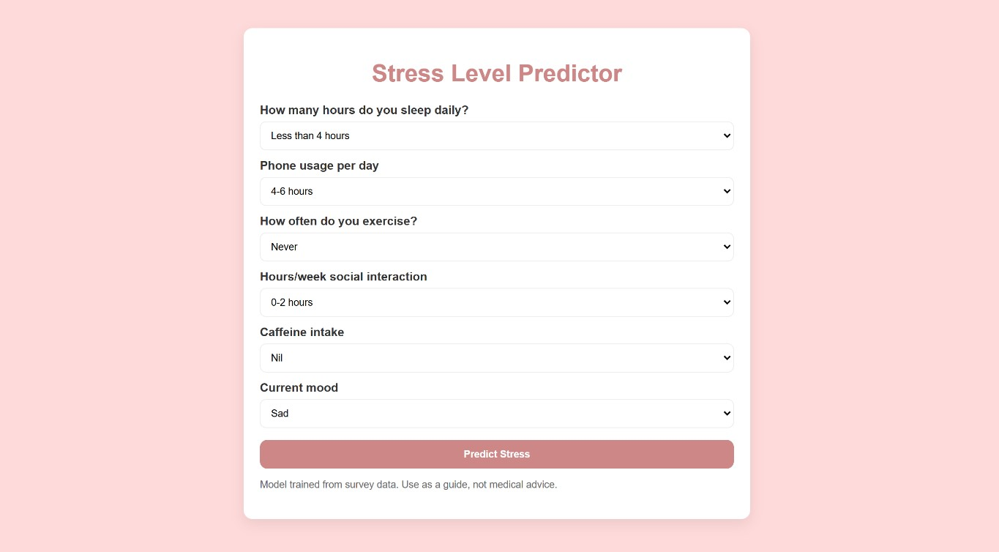 Stress Level Predictor
How many hours do you sleep daily?
Less than 4 hours
Phone usage per day
4-6 hours
How often do you exercise?
Never
Hours/week social interaction
0-2 hours
Caffeine intake
Nil
Current mood
Sad
Predict Stress
Model trained from survey data. Use as a guide, not medical advice.